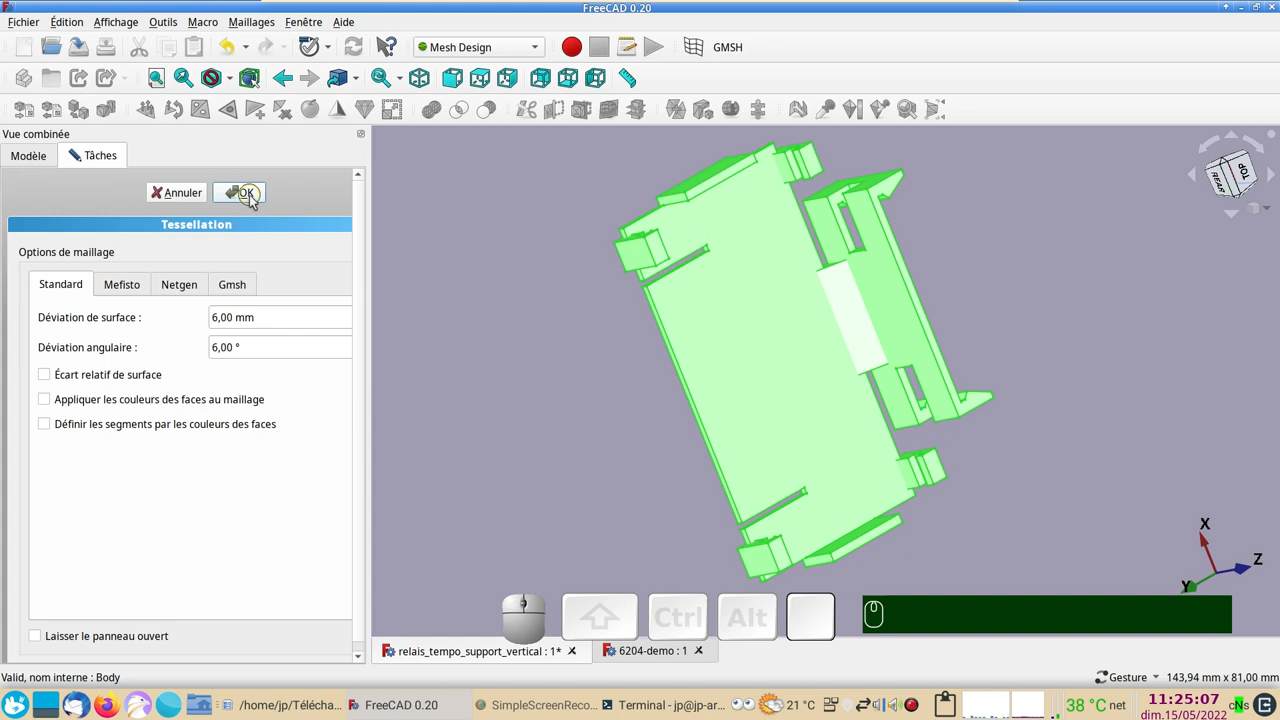 FreeCAD 0.20
Fichier Édition Affichage Outils Macro Maillages Fenêtre Aide
Mesh Design
GMSH
Vue combinée
Modèle Tâches
Annuler OK
Tessellation
Options de maillage
Standard Mefisto Netgen Gmsh
Déviation de surface : 6,00 mm
Déviation angulaire : 6,00 °
Écart relatif de surface
Appliquer les couleurs des faces au maillage
Définir les segments par les couleurs des faces
Laisser le panneau ouvert
TOP
REAR
X
Z
Y
Ctrl Alt
relais_tempo_support_vertical : 1* 6204-demo : 1
Valid, nom interne : Body
Gesture 143,94 mm x 81,00 mm
/home/jp/Télécha... FreeCAD 0.20 SimpleScreenReco... Terminal - jp@jp-ar... 21 °C 38 °C net 11:25:07 cNs
dim.15/05/2022